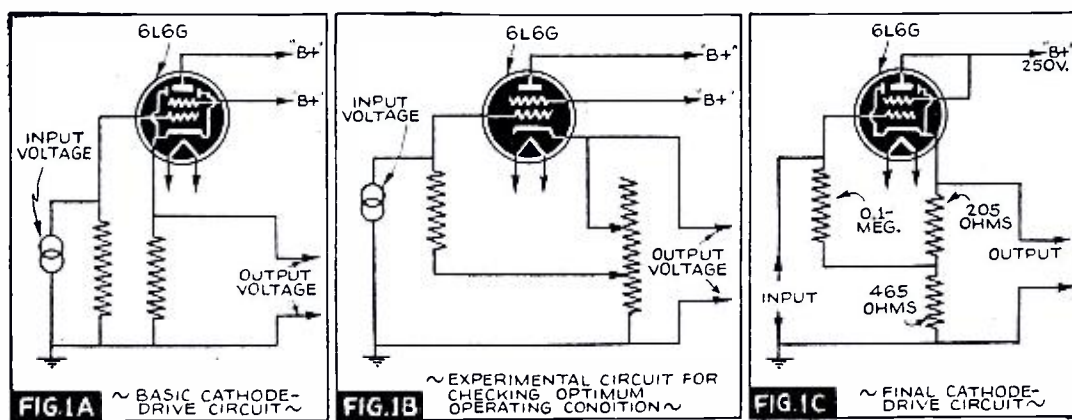 6L6G
"B+"
"B+"
INPUT
VOLTAGE
OUTPUT
VOLTAGE
FIG.1A
~ BASIC CATHODE-
DRIVE CIRCUIT ~
6L6G
"B+"
"B+"
INPUT
VOLTAGE
OUTPUT
VOLTAGE
FIG.1B
~ EXPERIMENTAL CIRCUIT FOR
CHECKING OPTIMUM
OPERATING CONDITION ~
6L6G
"B+"
250V.
0.1-
MEG.
205
OHMS
OUTPUT
INPUT
465
OHMS
FIG.1C
~ FINAL CATHODE-
DRIVE CIRCUIT ~